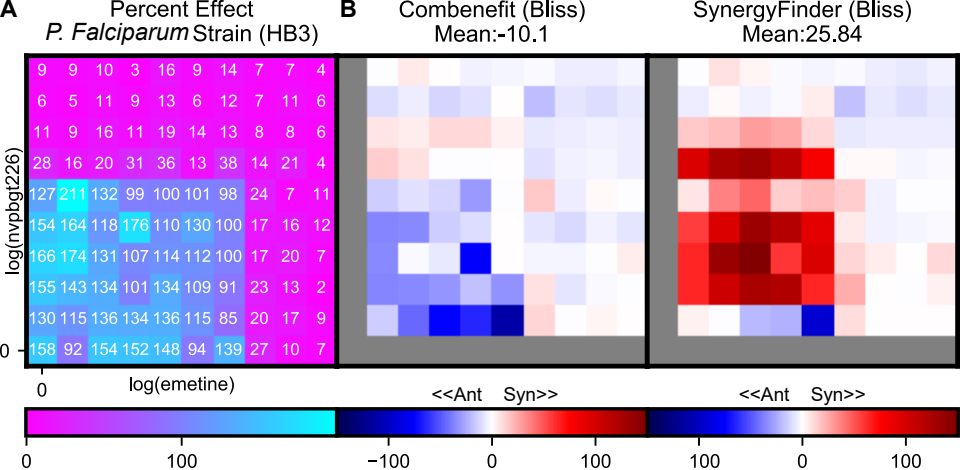 A
Percent Effect
P. Falciparum Strain (HB3)
B
Combenefit (Bliss)
Mean:-10.1
SynergyFinder (Bliss)
Mean:25.84
log(nvpbgt226)
9 9 10 3 16 9 14 7 7 4
6 5 11 9 13 6 12 7 11 6
11 9 16 11 19 14 13 8 8 6
28 16 20 31 36 13 38 14 21 4
127 211 132 99 100 101 98 24 7 11
154 164 118 176 110 130 100 17 16 12
166 174 131 107 114 112 100 17 20 7
155 143 134 101 134 109 91 23 13 2
130 115 136 134 136 115 85 20 17 9
0 158 92 154 152 148 94 139 27 10 7
0
log(emetine)
<<Ant Syn>>
<<Ant Syn>>
0 100
−100 0 100
100 0 100